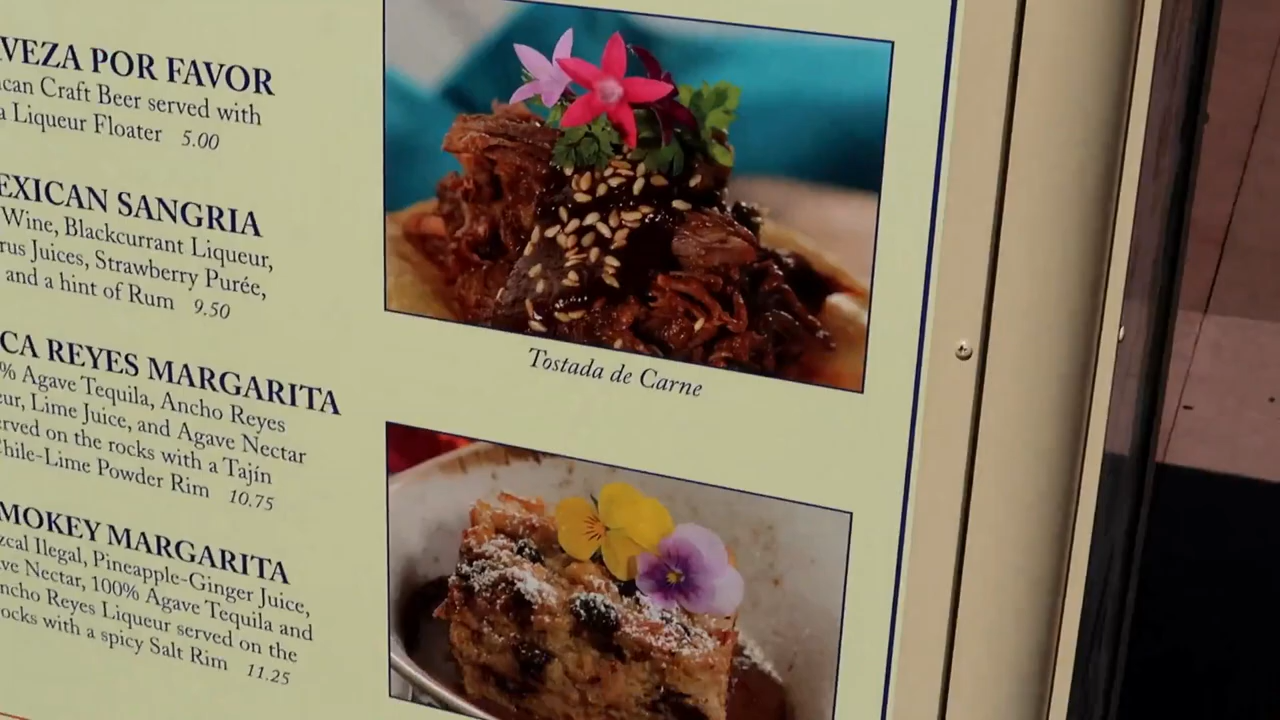 VEZA POR FAVOR
can Craft Beer served with
a Liqueur Floater 5.00
EXICAN SANGRIA
Wine, Blackcurrant Liqueur,
rus Juices, Strawberry Purée,
and a hint of Rum 9.50
CA REYES MARGARITA
% Agave Tequila, Ancho Reyes
eur, Lime Juice, and Agave Nectar
erved on the rocks with a Tajín
Chile-Lime Powder Rim 10.75
MOKEY MARGARITA
zcal Ilegal, Pineapple-Ginger Juice,
ve Nectar, 100% Agave Tequila and
ncho Reyes Liqueur served on the
rocks with a spicy Salt Rim 11.25
Tostada de Carne